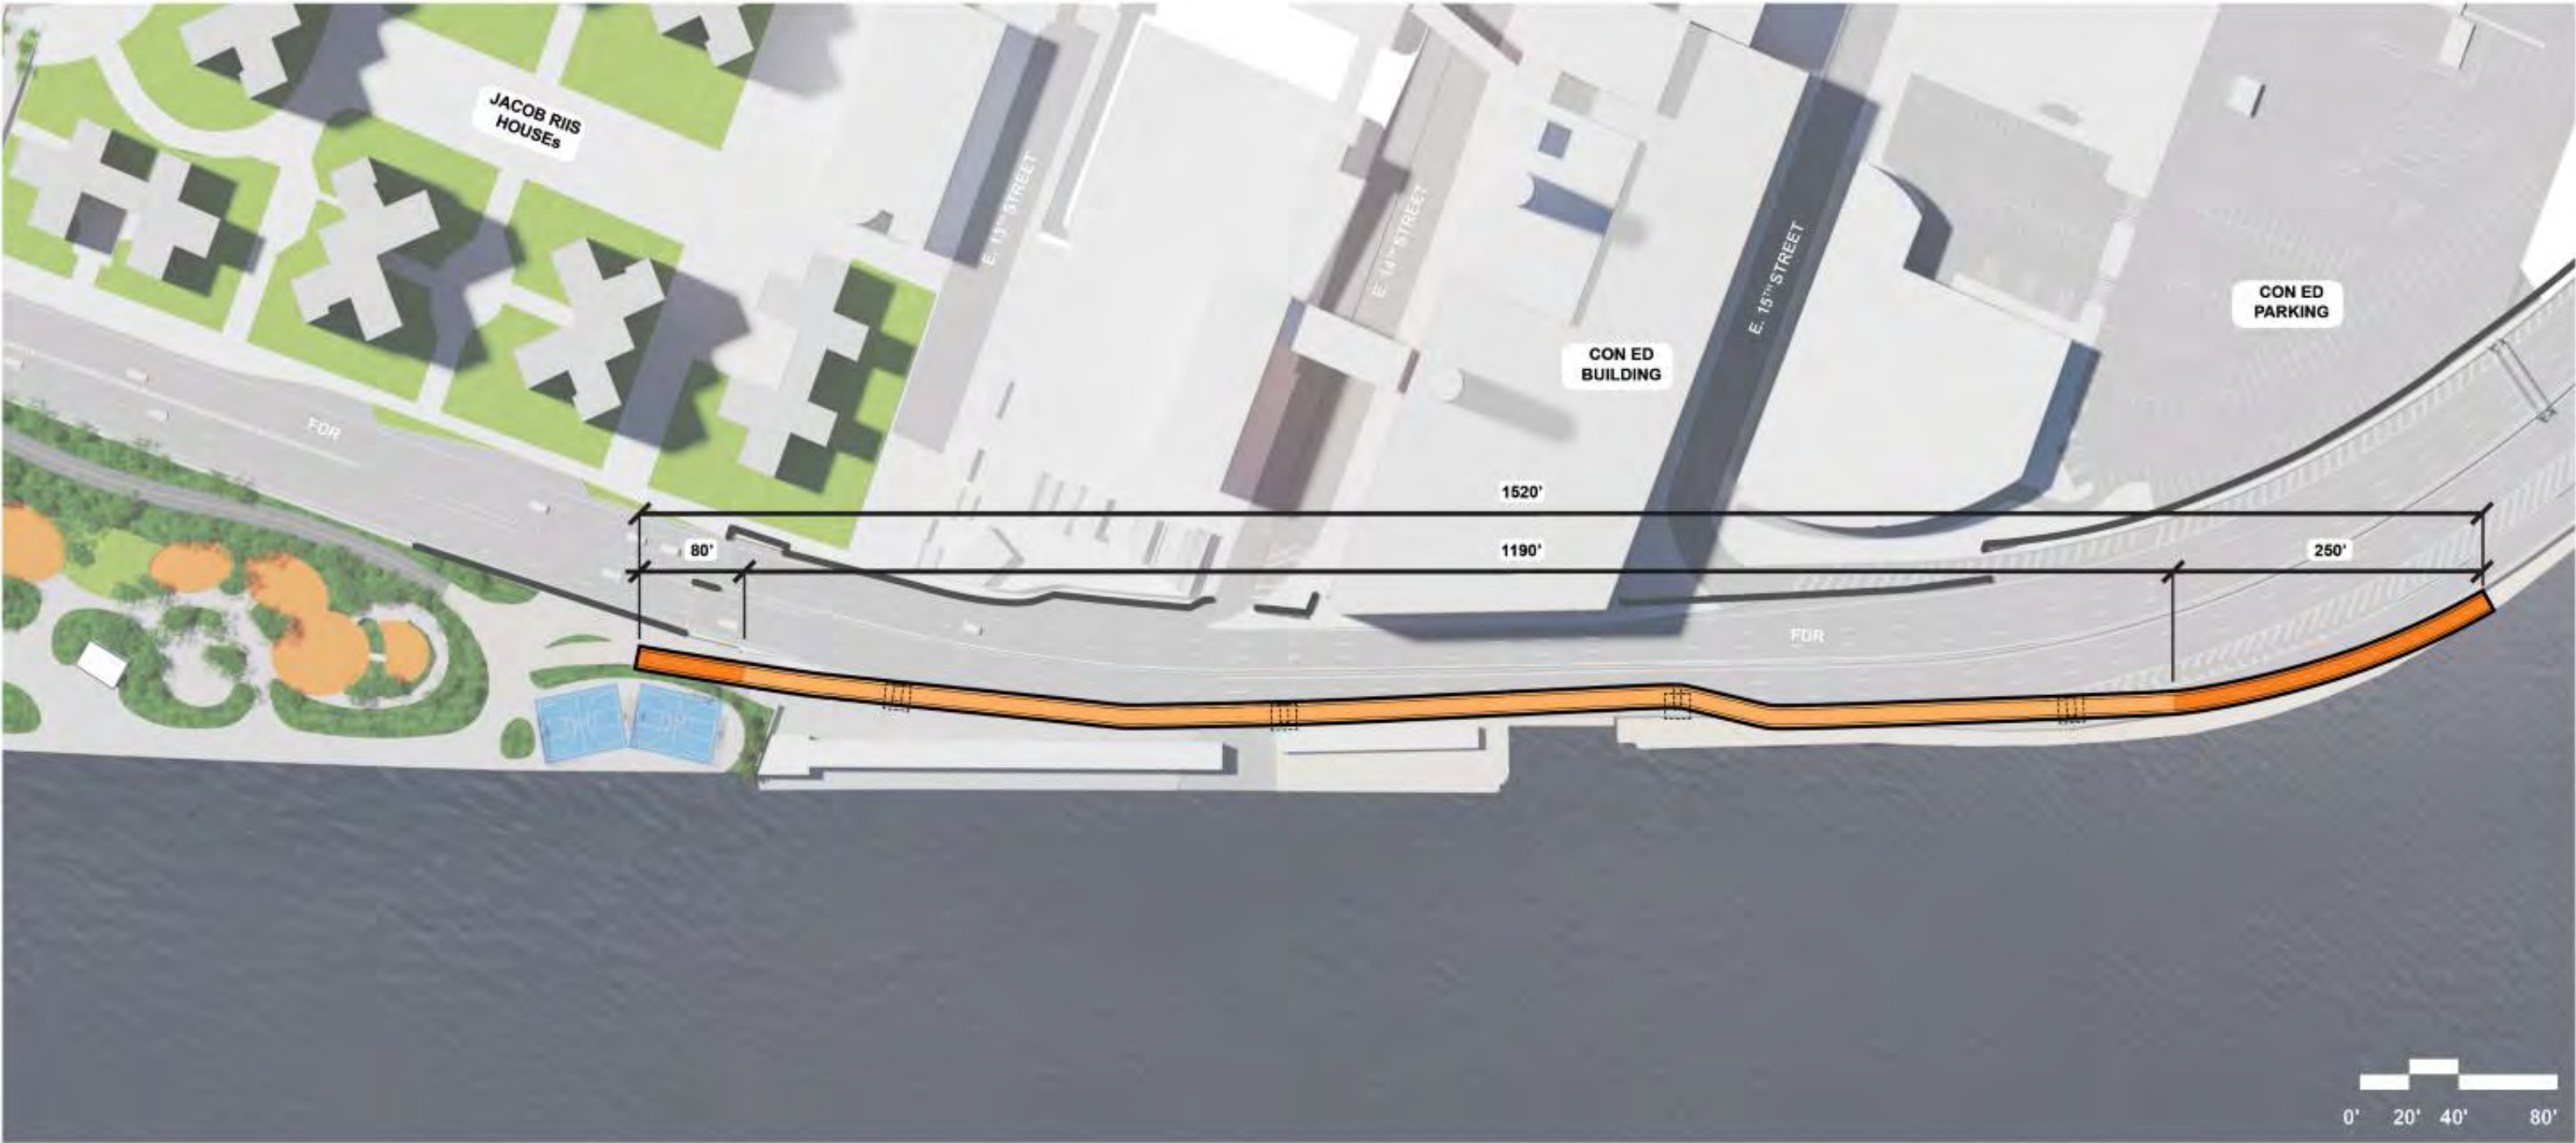 JACOB RIIS
HOUSEs
E. 13TH STREET
E. 14TH STREET
E. 15TH STREET
CON ED
PARKING
CON ED
BUILDING
FDR
1520'
80'
1190'
250'
FDR
0' 20' 40' 80'